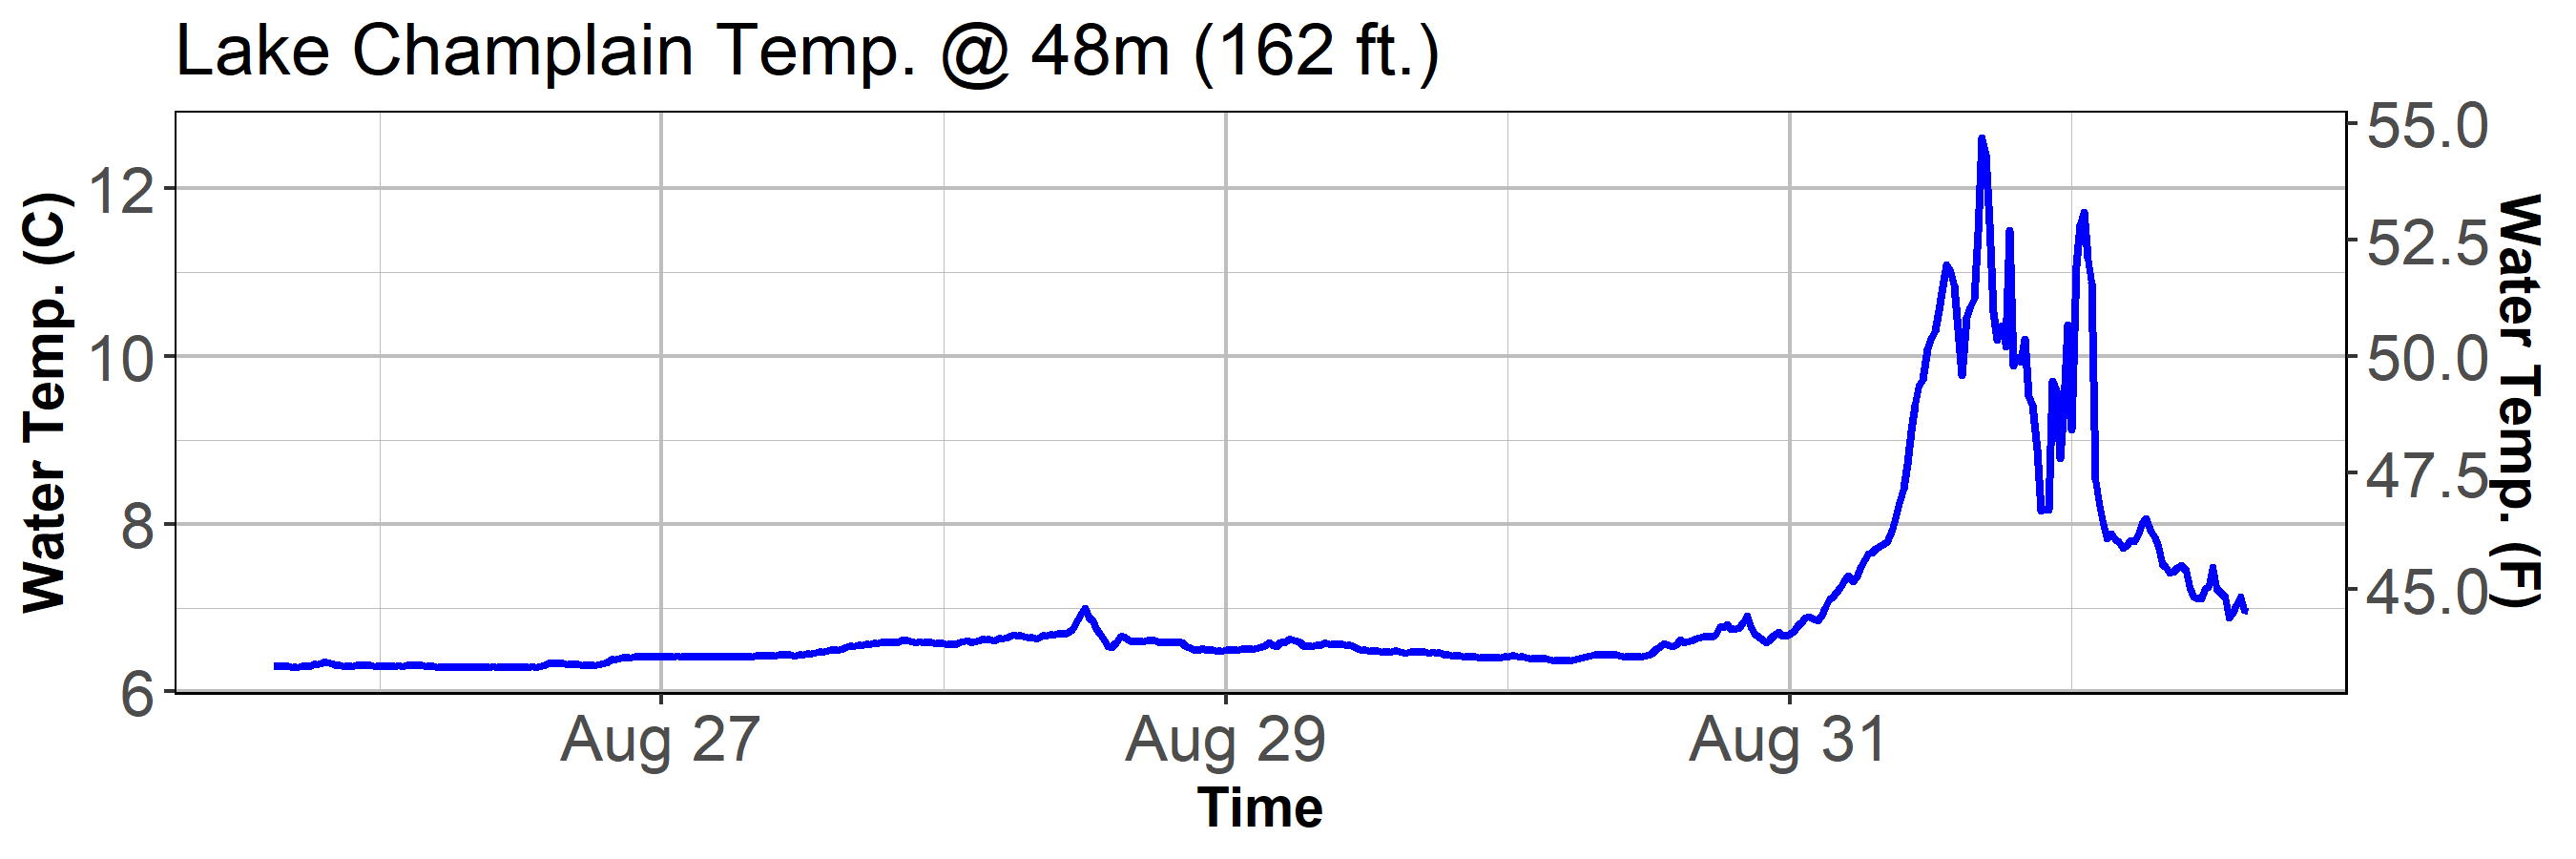 Lake Champlain Temp. @ 48m (162 ft.)
Water Temp. (C)
12
10
8
6
55.0
52.5
50.0
47.5
45.0
Water Temp. (F)
Aug 27 Aug 29 Aug 31
Time